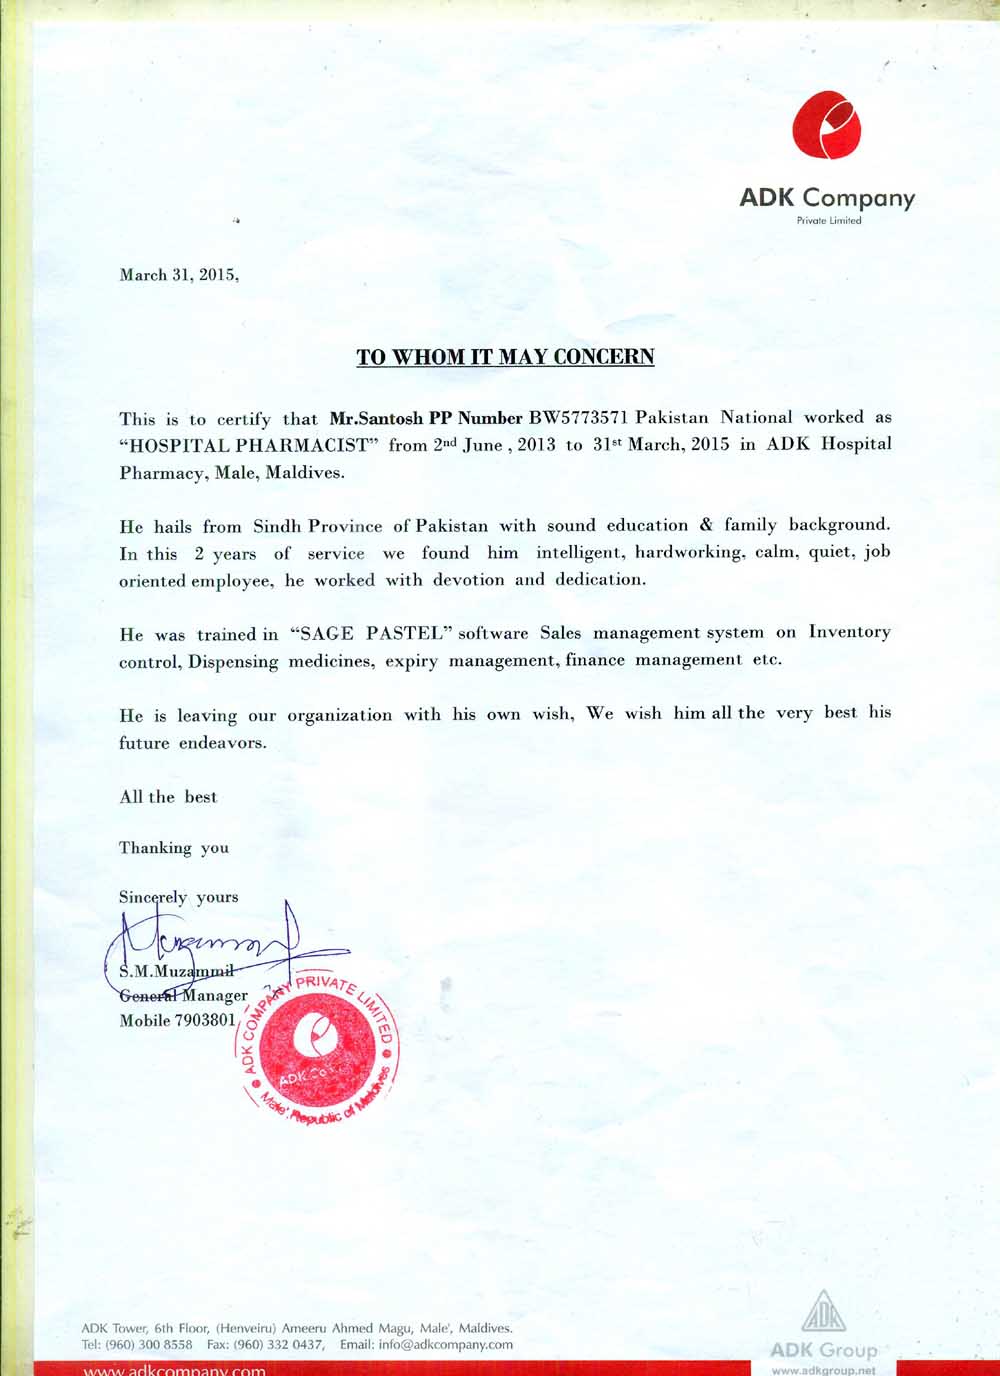 ADK Company
Private Limited
March 31, 2015,
TO WHOM IT MAY CONCERN
This is to certify that Mr.Santosh PP Number BW5773571 Pakistan National worked as
“HOSPITAL PHARMACIST” from 2nd June , 2013 to 31st March, 2015 in ADK Hospital
Pharmacy, Male, Maldives.
He hails from Sindh Province of Pakistan with sound education & family background.
In this 2 years of service we found him intelligent, hardworking, calm, quiet, job
oriented employee, he worked with devotion and dedication.
He was trained in “SAGE PASTEL” software Sales management system on Inventory
control, Dispensing medicines, expiry management, finance management etc.
He is leaving our organization with his own wish, We wish him all the very best his
future endeavors.
All the best
Thanking you
Sincerely yours
S.M.Muzammil
General Manager
Mobile 7903801
ADK COMPANY PRIVATE LIMITED
ADK Co
Male', Republic of Maldives
ADK Tower, 6th Floor, (Henveiru) Ameeru Ahmed Magu, Male', Maldives.
Tel: (960) 300 8558 Fax: (960) 332 0437, Email: info@adkcompany.com
www.adkcompany.com
ADK
ADK Group
www.adkgroup.net